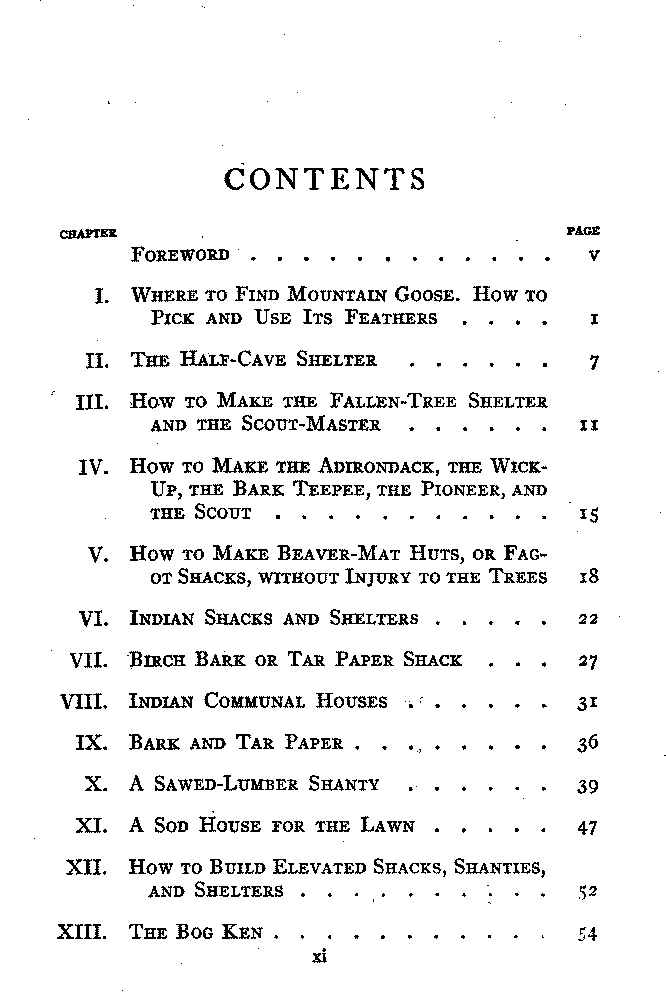 CONTENTS
CHAPTER PAGE
FOREWORD . . . . . . . . . . . . V
I. WHERE TO FIND MOUNTAIN GOOSE. HOW TO
PICK AND USE ITS FEATHERS . . . . 1
II. THE HALF-CAVE SHELTER . . . . . . 7
III. HOW TO MAKE THE FALLEN-TREE SHELTER
AND THE SCOUT-MASTER . . . . . . 11
IV. HOW TO MAKE THE ADIRONDACK, THE WICK-
UP, THE BARK TEEPEE, THE PIONEER, AND
THE SCOUT . . . . . . . . . . . 15
V. HOW TO MAKE BEAVER-MAT HUTS, OR FAG-
OT SHACKS, WITHOUT INJURY TO THE TREES 18
VI. INDIAN SHACKS AND SHELTERS . . . . . 22
VII. BIRCH BARK OR TAR PAPER SHACK . . . 27
VIII. INDIAN COMMUNAL HOUSES . . . . . . 31
IX. BARK AND TAR PAPER . . . . . . . . 36
X. A SAWED-LUMBER SHANTY . . . . . . 39
XI. A SOD HOUSE FOR THE LAWN . . . . . 47
XII. HOW TO BUILD ELEVATED SHACKS, SHANTIES,
AND SHELTERS . . . . . . . . . . 52
XIII. THE BOG KEN . . . . . . . . . . . 54
xi